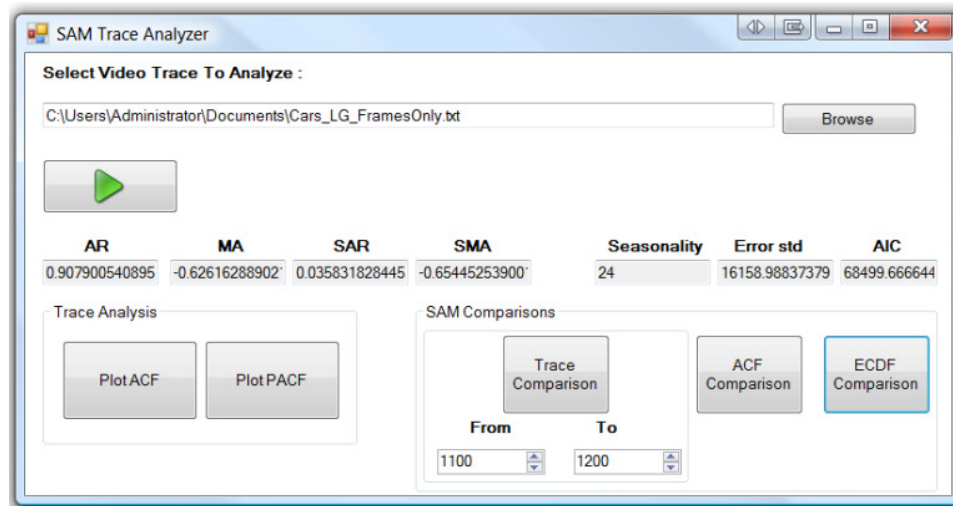 SAM Trace Analyzer
Select Video Trace To Analyze :
C:\Users\Administrator\Documents\Cars_LG_FramesOnly.txt
Browse
AR MA SAR SMA Seasonality Error std AIC
0.907900540895 -0.62616288902 0.035831828445 -0.65445253900 24 16158.98837379 68499.666644
Trace Analysis
SAM Comparisons
Plot ACF
Plot PACF
Trace
Comparison
ACF
Comparison
ECDF
Comparison
From To
1100 1200